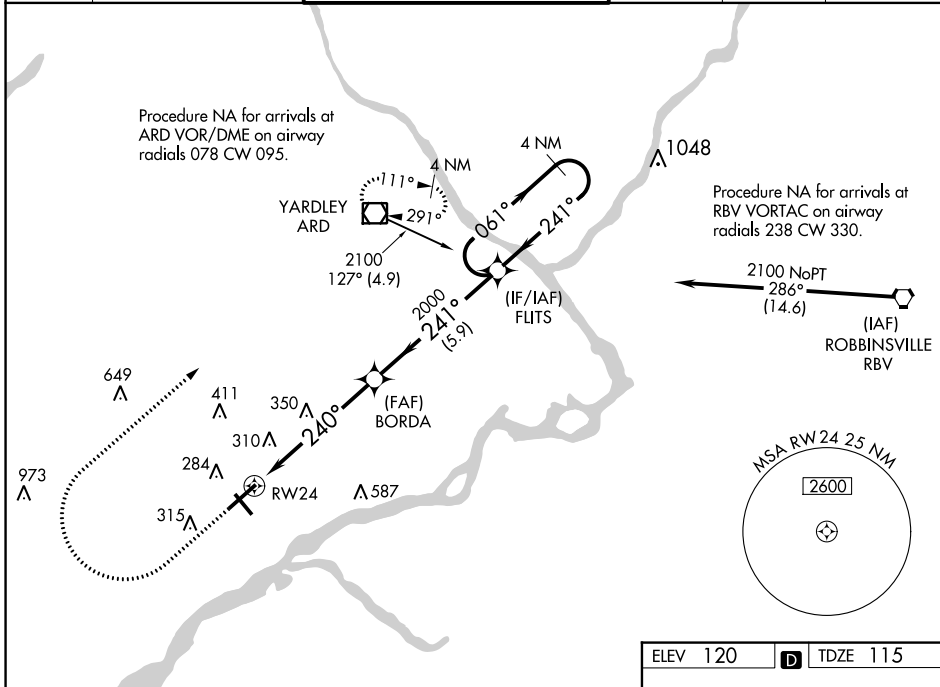 Procedure NA for arrivals at
ARD VOR/DME on airway
radials 078 CW 095.
4 NM
4 NM
111°
291°
YARDLEY
ARD
2100
127° (4.9)
061°
241°
1048
Procedure NA for arrivals at
RBV VORTAC on airway
radials 238 CW 330.
2100 NoPT
286°
(14.6)
(IAF)
ROBBINSVILLE
RBV
(IF/IAF)
FLITS
2000
241°
(5.9)
(FAF)
BORDA
240°
649
411
350
310
284
973
315
RW24
587
MSA RW 24 25 NM
2600
ELEV 120 D TDZE 115